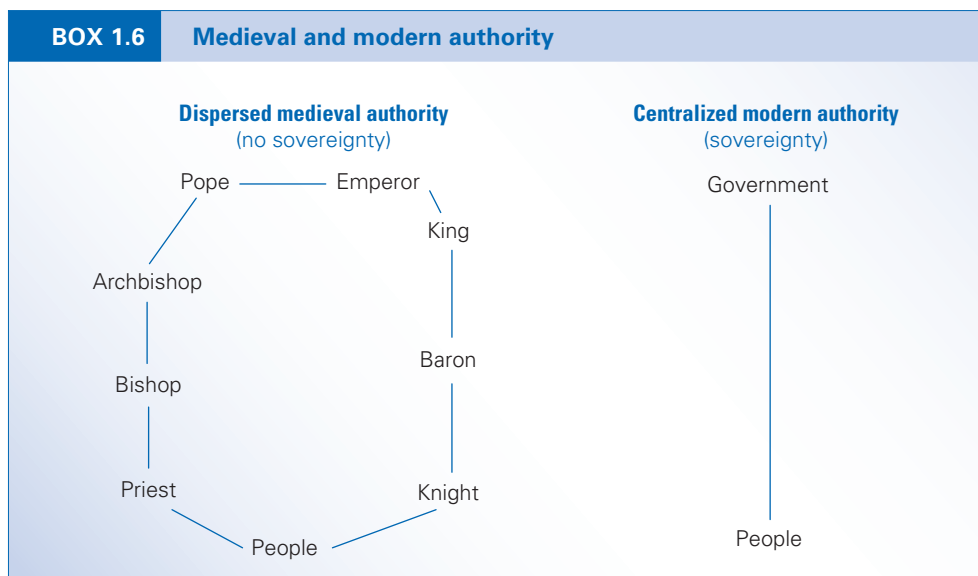 BOX 1.6 Medieval and modern authority
Dispersed medieval authority
(no sovereignty)
Pope Emperor
King
Archbishop
Baron
Bishop
Priest Knight
People
Centralized modern authority
(sovereignty)
Government
People